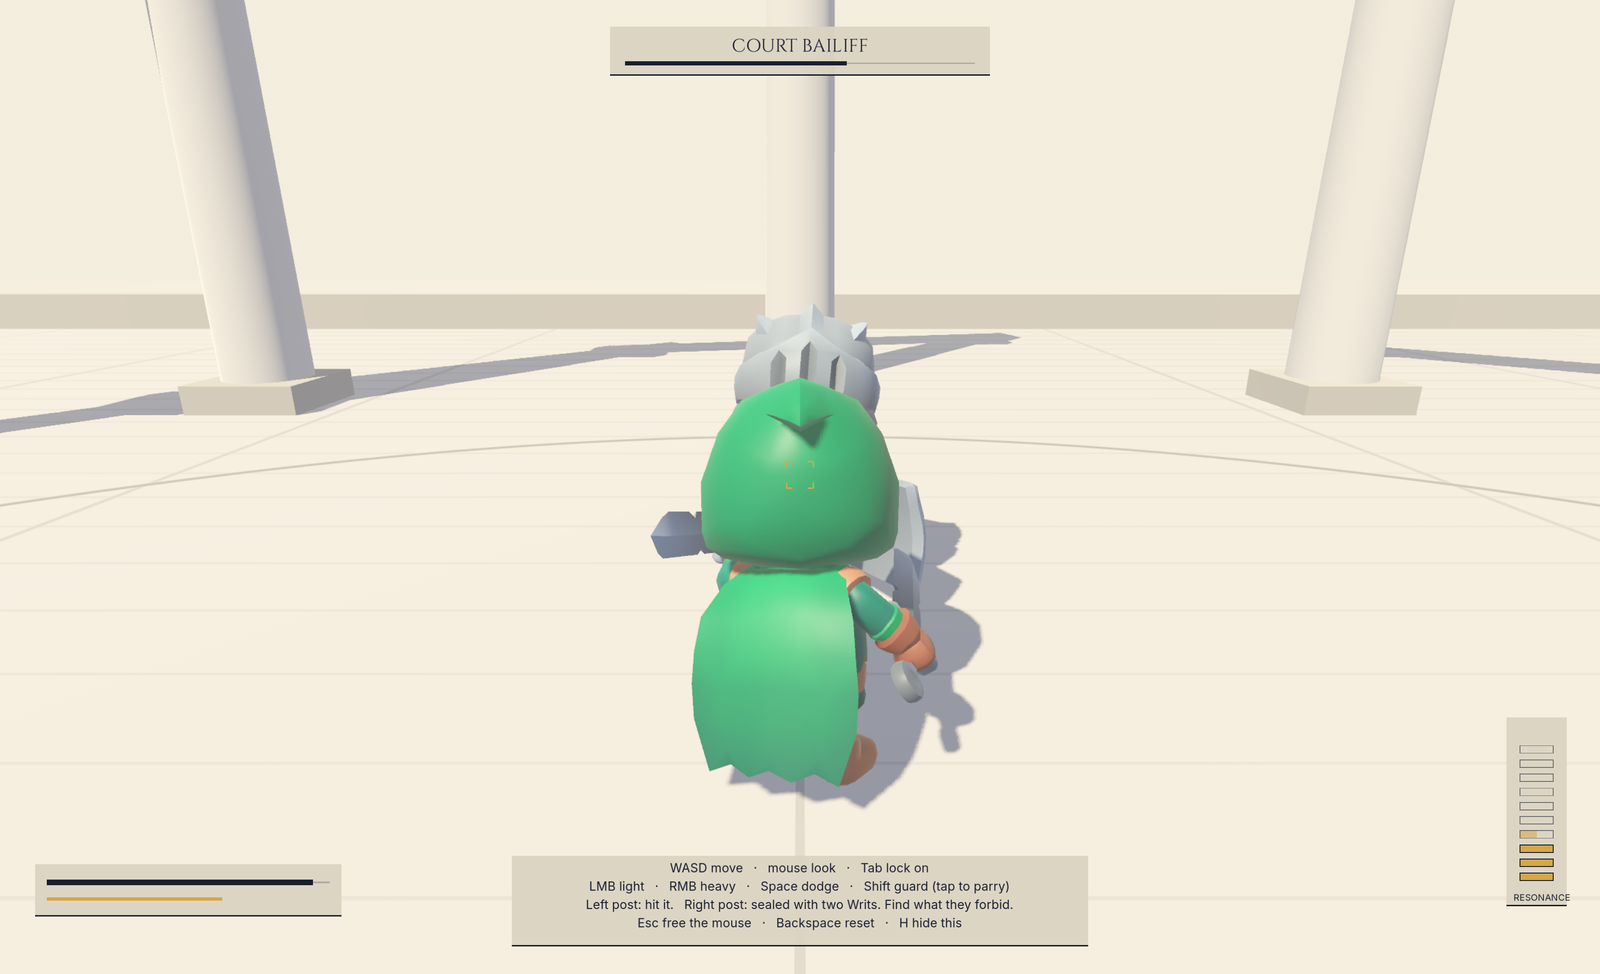 COURT BAILIFF
WASD move · mouse look · Tab lock on
LMB light · RMB heavy · Space dodge · Shift guard (tap to parry)
Left post: hit it. Right post: sealed with two Writs. Find what they forbid.
Esc free the mouse · Backspace reset · H hide this
RESONANCE